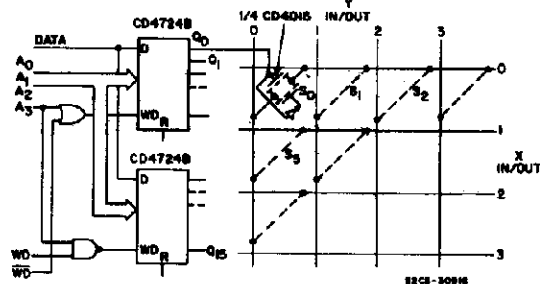 Y
IN/OUT
1/4 CD4016
CD4724B
0 1 2 3
DATA
D
Q0
Q1
A0
A1
A2
A3
WD
R
S0
S1
S2
0
1
X
IN/OUT
CD4724B
D
S5
2
WD
WD
R
Q15
WD
3
92CS-30916